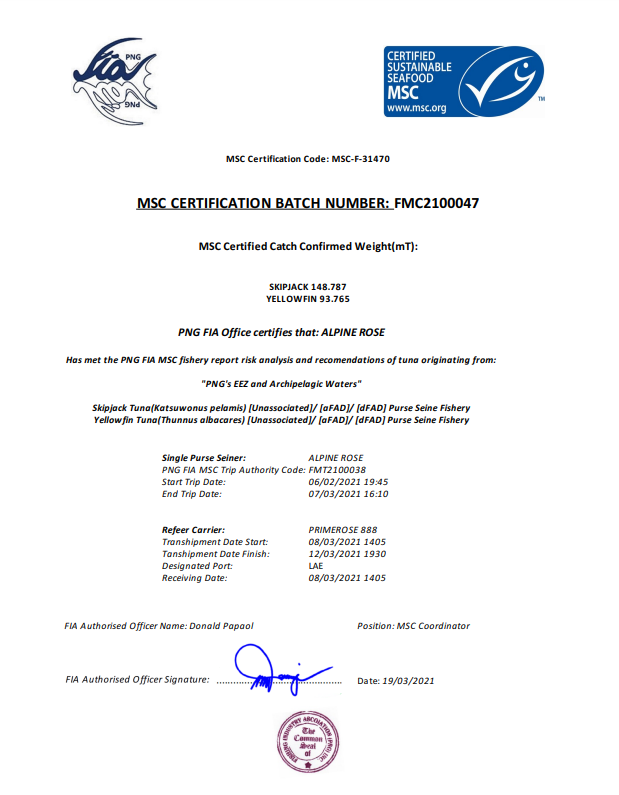 fia
PNG
PNG
CERTIFIED
SUSTAINABLE
SEAFOOD
MSC
www.msc.org
TM
MSC Certification Code: MSC-F-31470
MSC CERTIFICATION BATCH NUMBER: FMC2100047
MSC Certified Catch Confirmed Weight(mT):
SKIPJACK 148.787
YELLOWFIN 93.765
PNG FIA Office certifies that: ALPINE ROSE
Has met the PNG FIA MSC fishery report risk analysis and recomendations of tuna originating from:
"PNG's EEZ and Archipelagic Waters"
Skipjack Tuna(Katsuwonus pelamis) [Unassociated]/ [aFAD]/ [dFAD] Purse Seine Fishery
Yellowfin Tuna(Thunnus albacares) [Unassociated]/ [aFAD]/ [dFAD] Purse Seine Fishery
Single Purse Seiner: ALPINE ROSE
PNG FIA MSC Trip Authority Code: FMT2100038
Start Trip Date: 06/02/2021 19:45
End Trip Date: 07/03/2021 16:10
Refeer Carrier: PRIMEROSE 888
Transhipment Date Start: 08/03/2021 1405
Tanshipment Date Finish: 12/03/2021 1930
Designated Port: LAE
Receiving Date: 08/03/2021 1405
FIA Authorised Officer Name: Donald Papaol Position: MSC Coordinator
FIA Authorised Officer Signature: Date: 19/03/2021
FISHING INDUSTRY ASSOCIATION (PNG) INC
The
Common
Seal
of